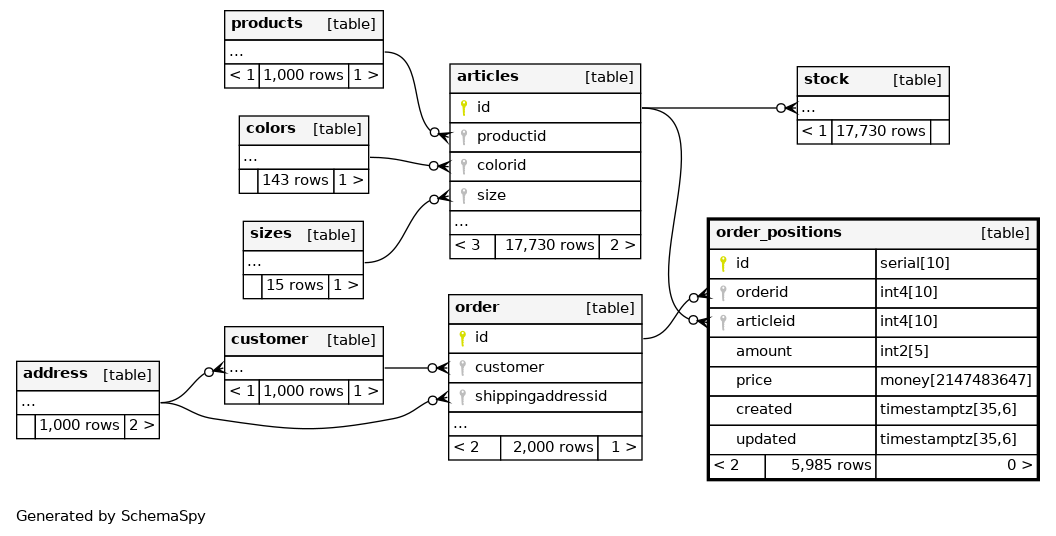 products [table]
...
< 1 1,000 rows 1 >
colors [table]
...
143 rows 1 >
sizes [table]
...
15 rows 1 >
customer [table]
...
< 1 1,000 rows 1 >
address [table]
...
1,000 rows 2 >
articles [table]
id
productid
colorid
size
...
< 3 17,730 rows 2 >
order [table]
id
customer
shippingaddressid
...
< 2 2,000 rows 1 >
stock [table]
...
< 1 17,730 rows
order_positions [table]
id serial[10]
orderid int4[10]
articleid int4[10]
amount int2[5]
price money[2147483647]
created timestamptz[35,6]
updated timestamptz[35,6]
< 2 5,985 rows 0 >
Generated by SchemaSpy